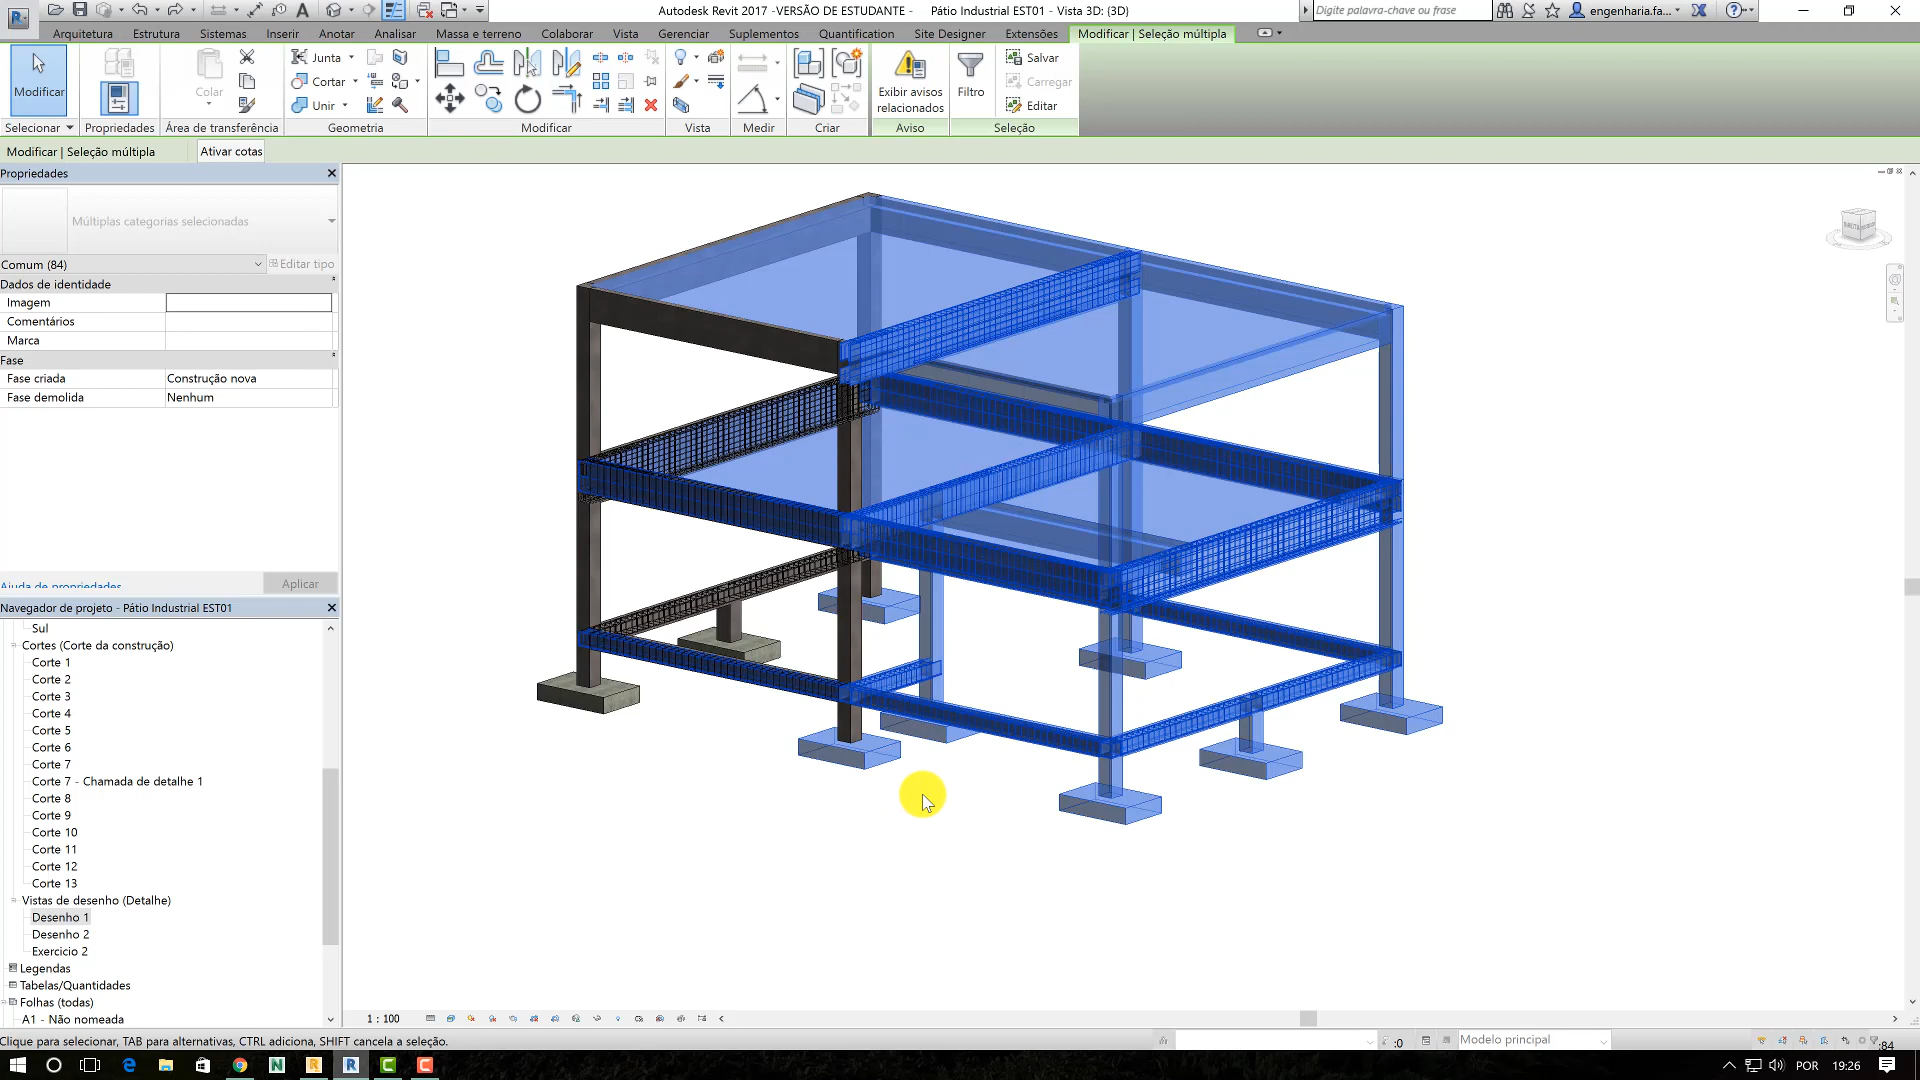 Autodesk Revit 2017 -VERSÃO DE ESTUDANTE - Pátio Industrial EST01 - Vista 3D: {3D}
Digite palavra-chave ou frase
engenharia.fa...
Arquitetura Estrutura Sistemas Inserir Anotar Analisar Massa e terreno Colaborar Vista Gerenciar Suplementos Quantification Site Designer Extensões Modificar | Seleção múltipla
Modificar
Colar
Junta
Cortar
Unir
Exibir avisos
relacionados
Filtro
Salvar
Carregar
Editar
Selecionar Propriedades Área de transferência Geometria Modificar Vista Medir Criar Aviso Seleção
Modificar | Seleção múltipla Ativar cotas
Propriedades
Múltiplas categorias selecionadas
Comum (84) Editar tipo
Dados de identidade
Imagem
Comentários
Marca
Fase
Fase criada Construção nova
Fase demolida Nenhum
Ajuda de propriedades Aplicar
Navegador de projeto - Pátio Industrial EST01
Sul
Cortes (Corte da construção)
Corte 1
Corte 2
Corte 3
Corte 4
Corte 5
Corte 6
Corte 7
Corte 7 - Chamada de detalhe 1
Corte 8
Corte 9
Corte 10
Corte 11
Corte 12
Corte 13
Vistas de desenho (Detalhe)
Desenho 1
Desenho 2
Exercicio 2
Legendas
Tabelas/Quantidades
Folhas (todas)
A1 - Não nomeada
1 : 100
Clique para selecionar, TAB para alternativas, CTRL adiciona, SHIFT cancela a seleção.
:0
Modelo principal
:84
POR 19:26